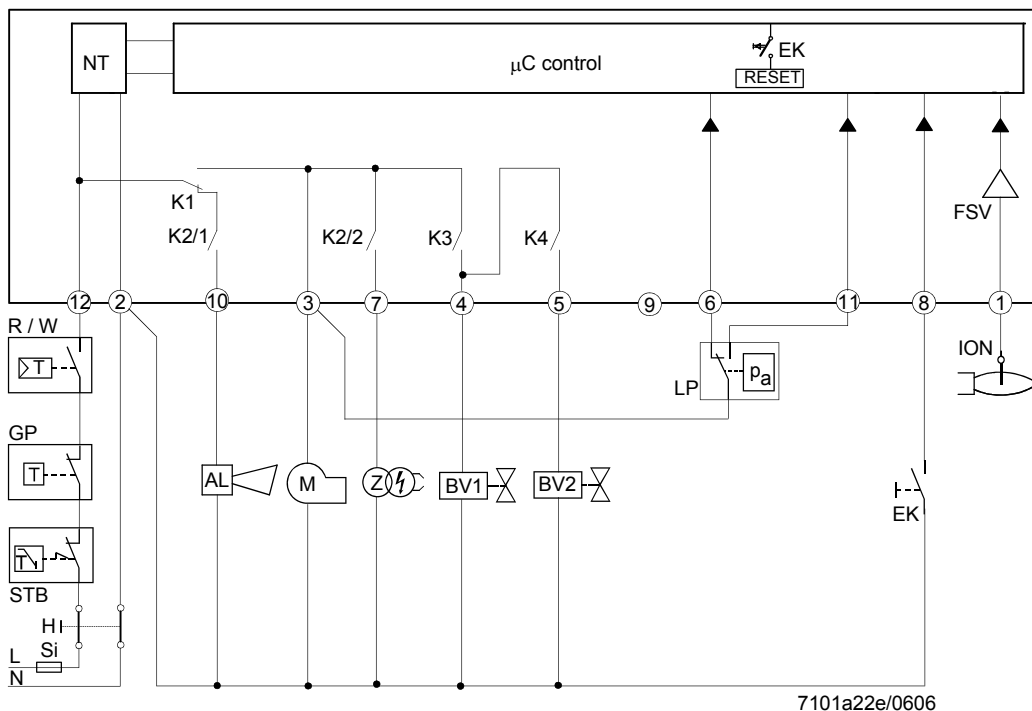 NT
μC control
EK
RESET
K1
K2/1
K2/2
K3
K4
FSV
12
2
10
3
7
4
5
9
6
11
8
1
R / W
T
LP
pa
ION
GP
T
AL
M
Z
BV1
BV2
EK
T
STB
H
L
Si
N
7101a22e/0606